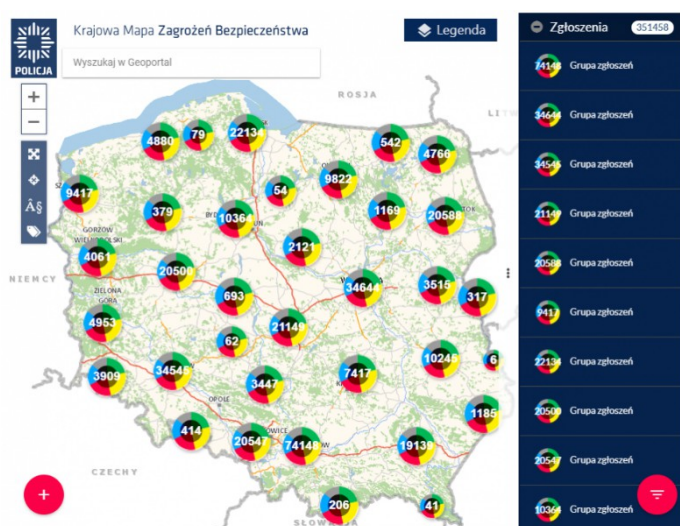 POLICJA
Krajowa Mapa Zagrożeń Bezpieczeństwa
Legenda
Wyszukaj w Geoportal
Zgłoszenia 351458
ROSJA
+
−
Â§
4880
79
22134
542
4766
9417
379
10364
54
9822
1169
20588
GORZÓW
WIELKOPOLSKI
4061
20500
2121
NIEMCY
ZIELONA
GÓRA
693
34644
3515
317
4953
62
21149
3909
34545
3447
7417
10245
6
OPOLE
1185
414
20547
74148
19139
CZECHY
206
41
+
74148 Grupa zgłoszeń
34644 Grupa zgłoszeń
34545 Grupa zgłoszeń
21149 Grupa zgłoszeń
20588 Grupa zgłoszeń
9417 Grupa zgłoszeń
22134 Grupa zgłoszeń
20500 Grupa zgłoszeń
20547 Grupa zgłoszeń
10364 Grupa zgłoszeń